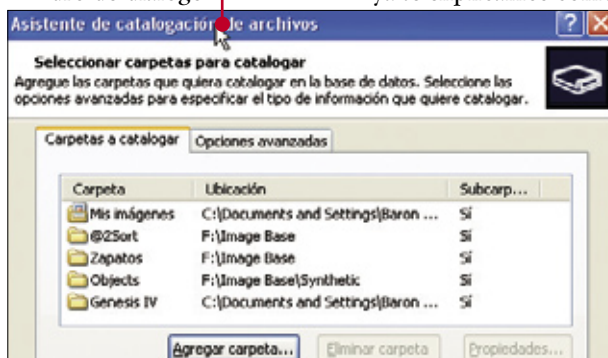 Asistente de catalogación de archivos
Seleccionar carpetas para catalogar
Agregue las carpetas que quiera catalogar en la base de datos. Seleccione las
opciones avanzadas para especificar el tipo de información que quiere catalogar.
Carpetas a catalogar Opciones avanzadas
Carpeta Ubicación Subcarp...
Mis imágenes C:\Documents and Settings\Baron ... Sí
@2Sort F:\Image Base Sí
Zapatos F:\Image Base Sí
Objects F:\Image Base\Synthetic Sí
Genesis IV C:\Documents and Settings\Baron ... Sí
Agregar carpeta... Eliminar carpeta Propiedades...